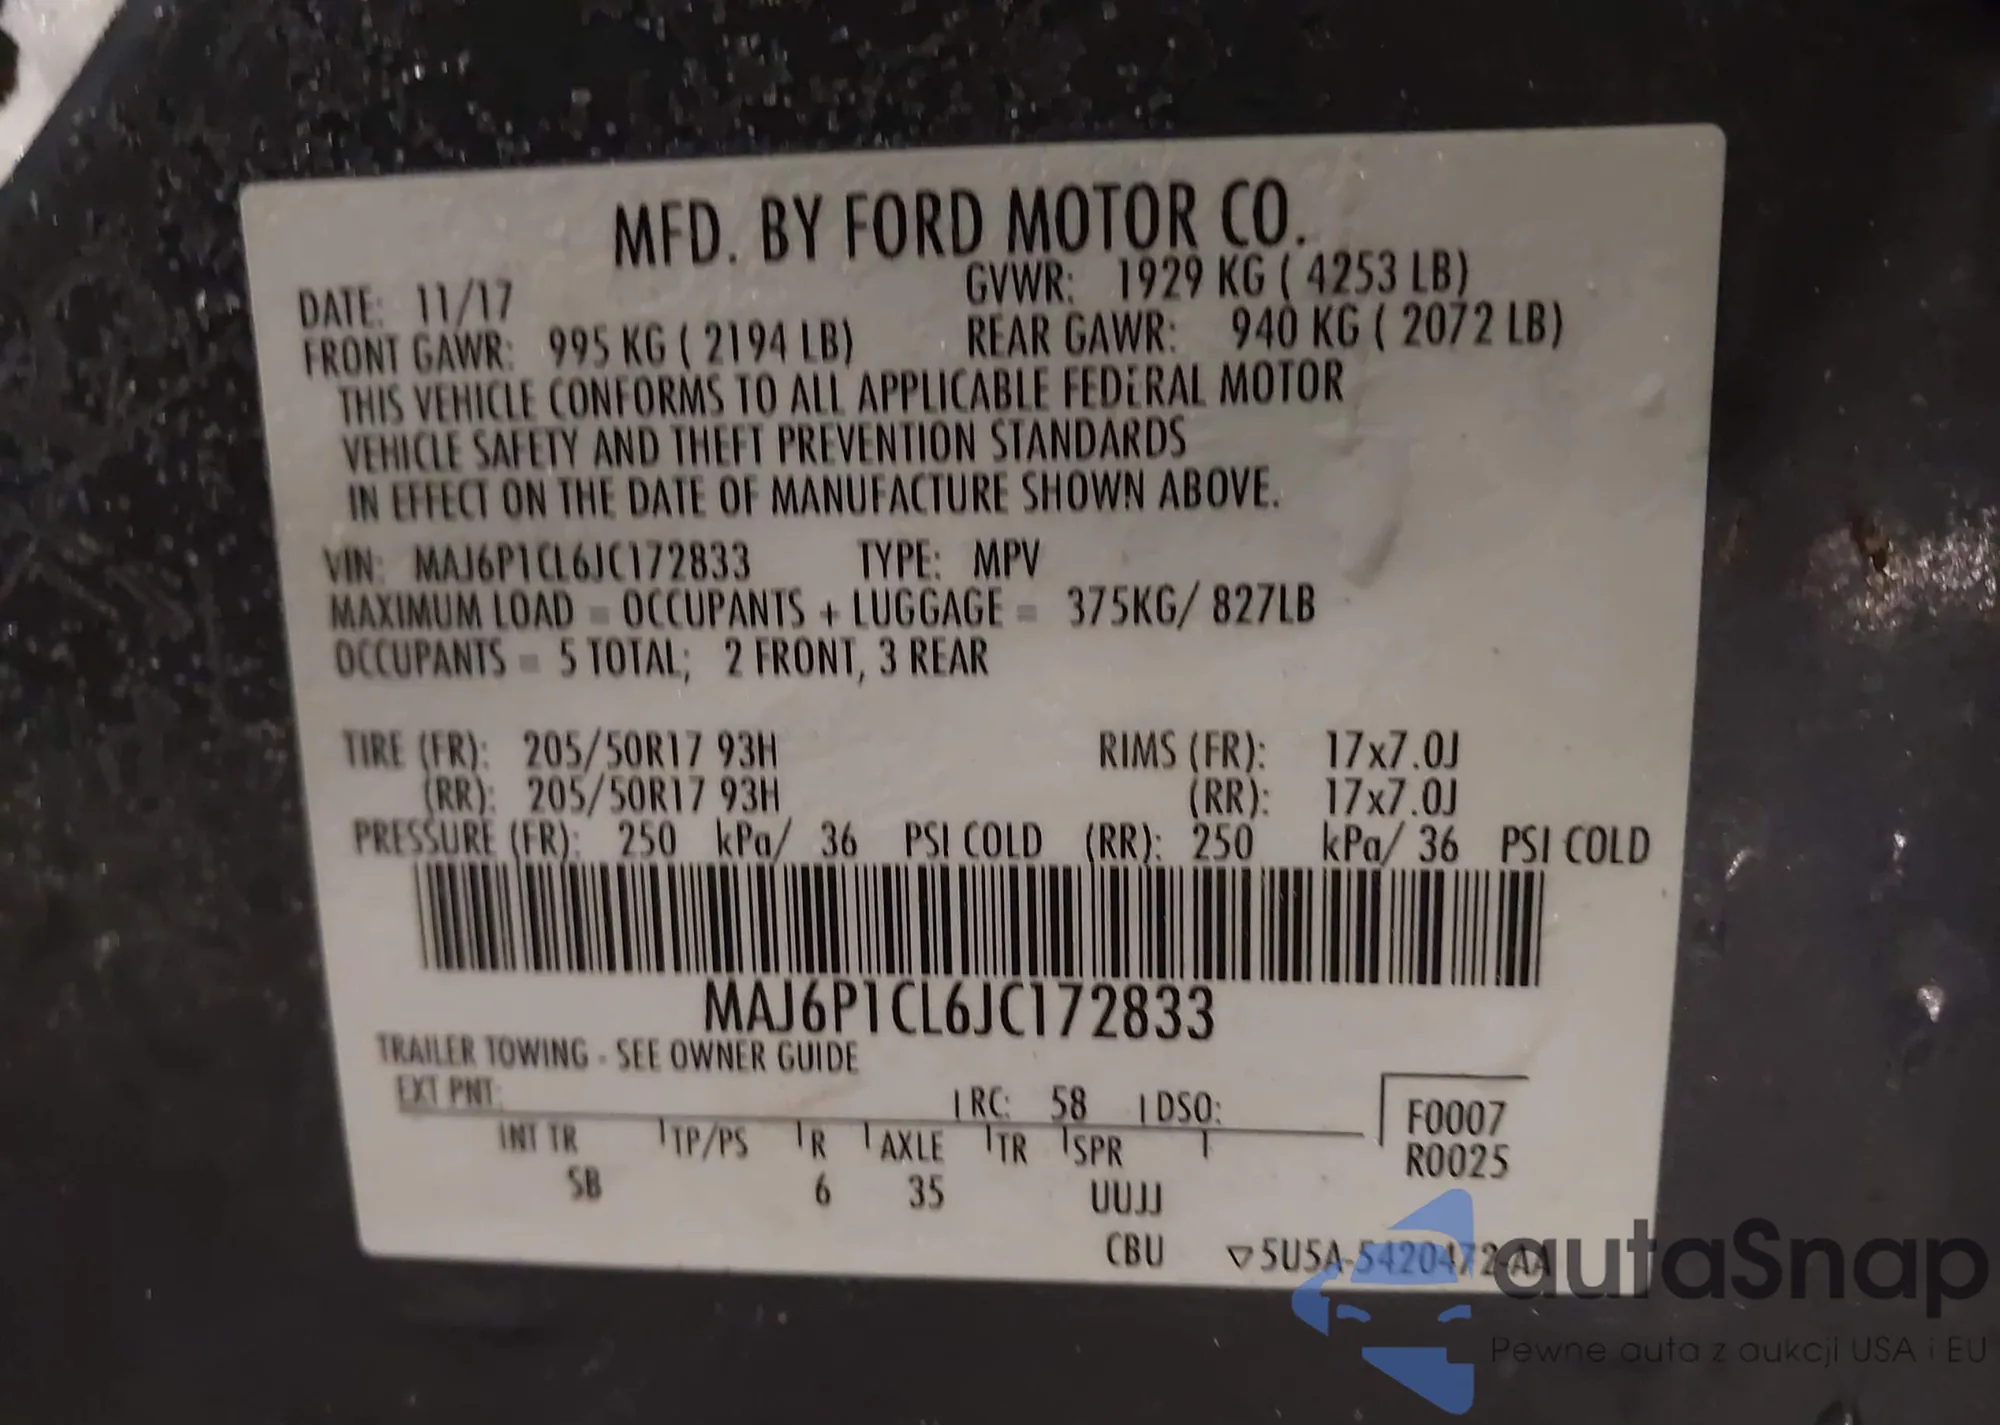 MFD. BY FORD MOTOR CO.
DATE: 11/17
GVWR: 1929 KG ( 4253 LB)
FRONT GAWR: 995 KG ( 2194 LB)
REAR GAWR: 940 KG ( 2072 LB)
THIS VEHICLE CONFORMS TO ALL APPLICABLE FEDERAL MOTOR
VEHICLE SAFETY AND THEFT PREVENTION STANDARDS
IN EFFECT ON THE DATE OF MANUFACTURE SHOWN ABOVE.
VIN: MAJ6P1CL6JC172833 TYPE: MPV
MAXIMUM LOAD = OCCUPANTS + LUGGAGE = 375KG/ 827LB
OCCUPANTS = 5 TOTAL; 2 FRONT, 3 REAR
TIRE (FR): 205/50R17 93H RIMS (FR): 17x7.0J
(RR): 205/50R17 93H (RR): 17x7.0J
PRESSURE (FR): 250 kPa/ 36 PSI COLD (RR): 250 kPa/ 36 PSI COLD
MAJ6P1CL6JC172833
TRAILER TOWING - SEE OWNER GUIDE
EXT PNT: RC: 58 DSO:
F0007
R0025
INT TR TP/PS R AXLE TR SPR
SB 6 35 UUJJ
CBU ▽5U5A-5420472-AA
autaSnap
Pewne auta z aukcji USA i EU